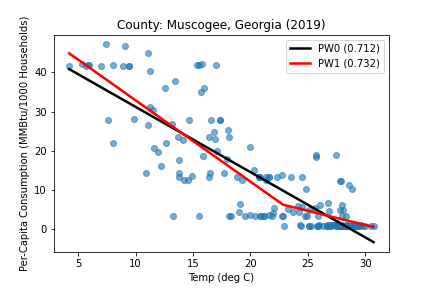 County: Muscogee, Georgia (2019)
Per-Capita Consumption (MMBtu/1000 Households)
40
30
20
10
0
PW0 (0.712)
PW1 (0.732)
5 10 15 20 25 30
Temp (deg C)